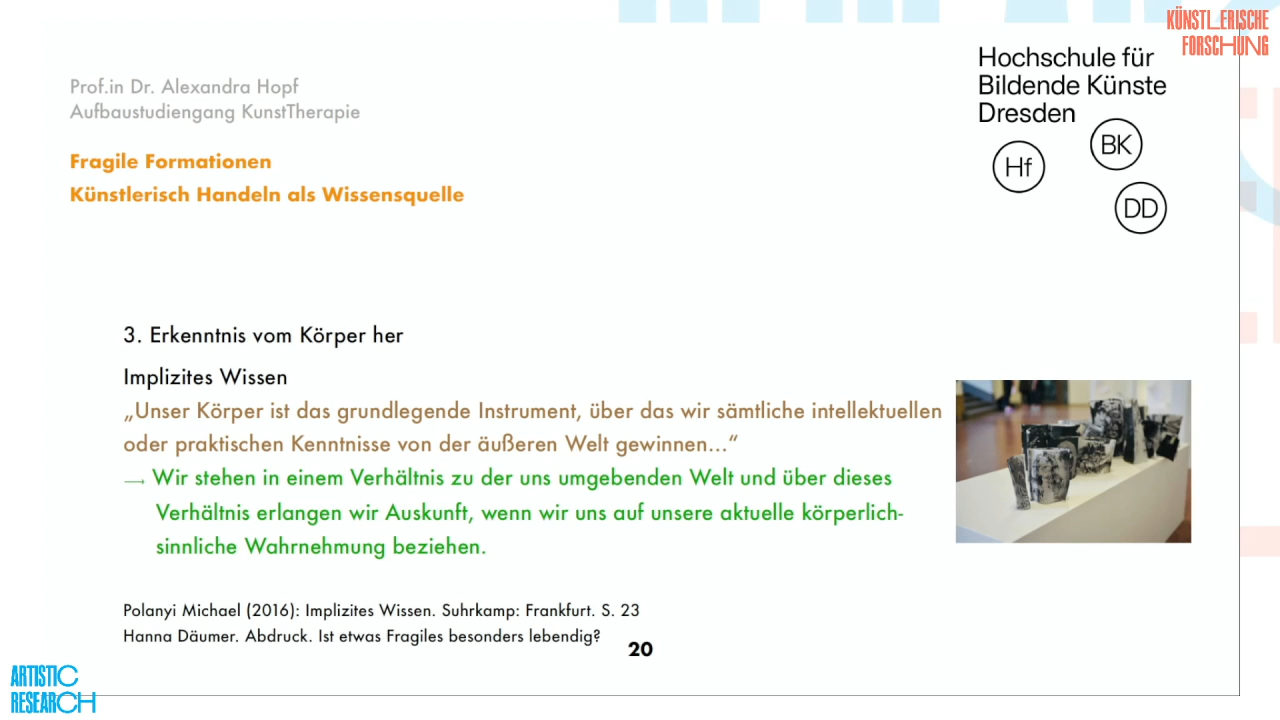 KÜNSTLERISCHE
FORSCHUNG
Hochschule für
Bildende Künste
Dresden
Hf
BK
DD
Prof.in Dr. Alexandra Hopf
Aufbaustudiengang KunstTherapie
Fragile Formationen
Künstlerisch Handeln als Wissensquelle
3. Erkenntnis vom Körper her
Implizites Wissen
„Unser Körper ist das grundlegende Instrument, über das wir sämtliche intellektuellen
oder praktischen Kenntnisse von der äußeren Welt gewinnen...“
→ Wir stehen in einem Verhältnis zu der uns umgebenden Welt und über dieses
Verhältnis erlangen wir Auskunft, wenn wir uns auf unsere aktuelle körperlich-
sinnliche Wahrnehmung beziehen.
Polanyi Michael (2016): Implizites Wissen. Suhrkamp: Frankfurt. S. 23
Hanna Däumer. Abdruck. Ist etwas Fragiles besonders lebendig?
20
ARTISTIC
RESEARCH